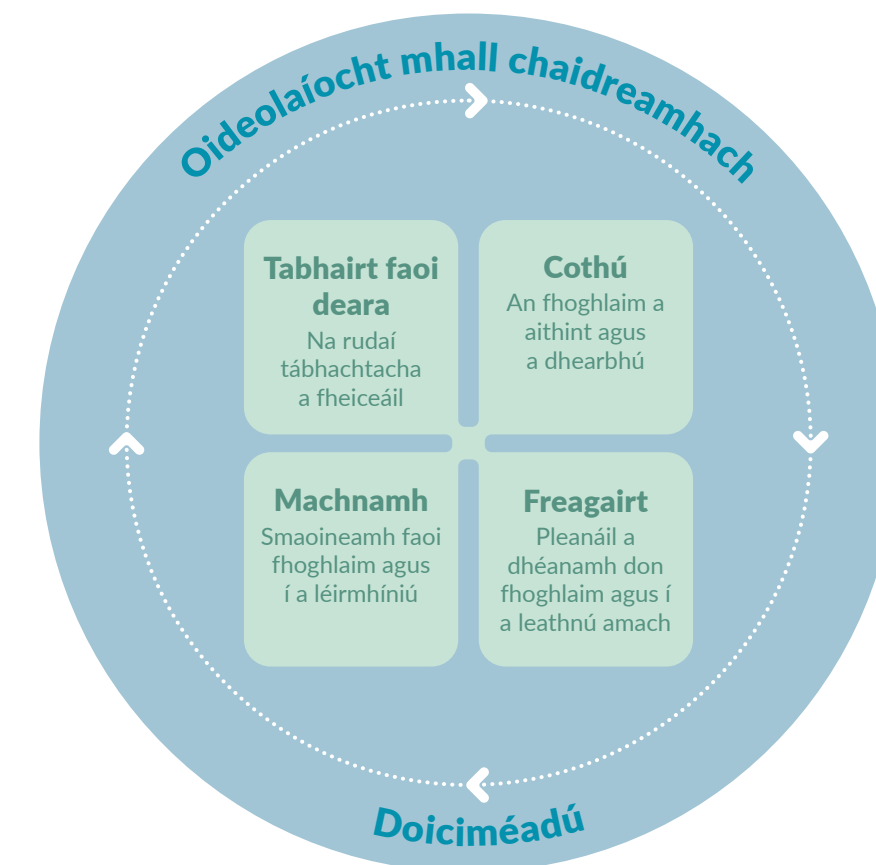 Oideolaíocht mhall chaidreamhach
Tabhairt faoi
deara
Na rudaí
tábhachtacha
a fheiceáil
Cothú
An fhoghlaim a
aithint agus
a dhearbhú
Machnamh
Smaoineamh faoi
fhoghlaim agus
í a léirmhíniú
Freagairt
Pleanáil a
dhéanamh don
fhoghlaim agus í
a leathnú amach
Doiciméadú